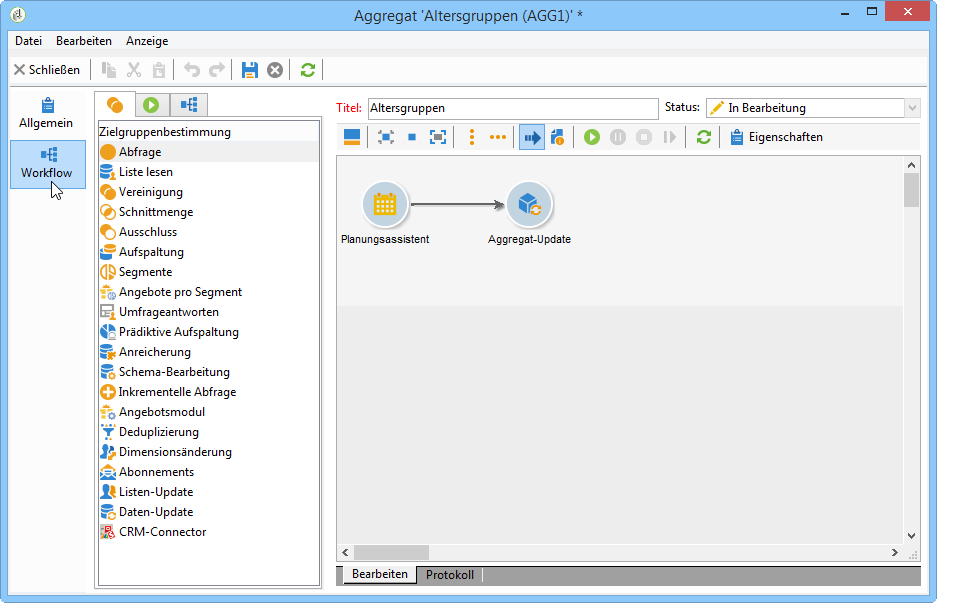 Aggregat 'Altersgruppen (AGG1)' *
Datei Bearbeiten Anzeige
Schließen
Allgemein
Workflow
Zielgruppenbestimmung
Abfrage
Liste lesen
Vereinigung
Schnittmenge
Ausschluss
Aufspaltung
Segmente
Angebote pro Segment
Umfrageantworten
Prädiktive Aufspaltung
Anreicherung
Schema-Bearbeitung
Inkrementelle Abfrage
Angebotsmodul
Deduplizierung
Dimensionsänderung
Abonnements
Listen-Update
Daten-Update
CRM-Connector
Titel: Altersgruppen Status: In Bearbeitung
Eigenschaften
Planungsassistent Aggregat-Update
Bearbeiten Protokoll